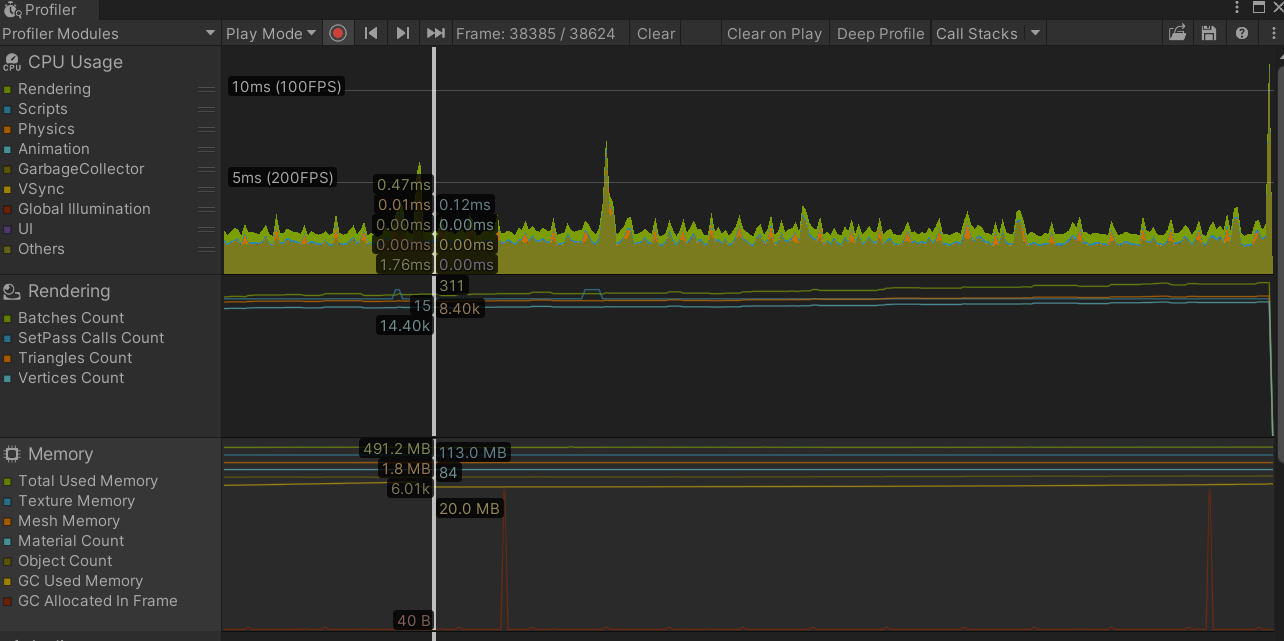 Profiler
Profiler Modules
Play Mode
Frame: 38385 / 38624
Clear
Clear on Play
Deep Profile
Call Stacks
CPU Usage
Rendering
Scripts
Physics
Animation
GarbageCollector
VSync
Global Illumination
UI
Others
10ms (100FPS)
5ms (200FPS)
0.47ms
0.01ms
0.12ms
0.00ms
0.00ms
0.00ms
0.00ms
1.76ms
0.00ms
Rendering
Batches Count
SetPass Calls Count
Triangles Count
Vertices Count
311
15
8.40k
14.40k
Memory
Total Used Memory
Texture Memory
Mesh Memory
Material Count
Object Count
GC Used Memory
GC Allocated In Frame
491.2 MB
113.0 MB
1.8 MB
84
6.01k
20.0 MB
40 B